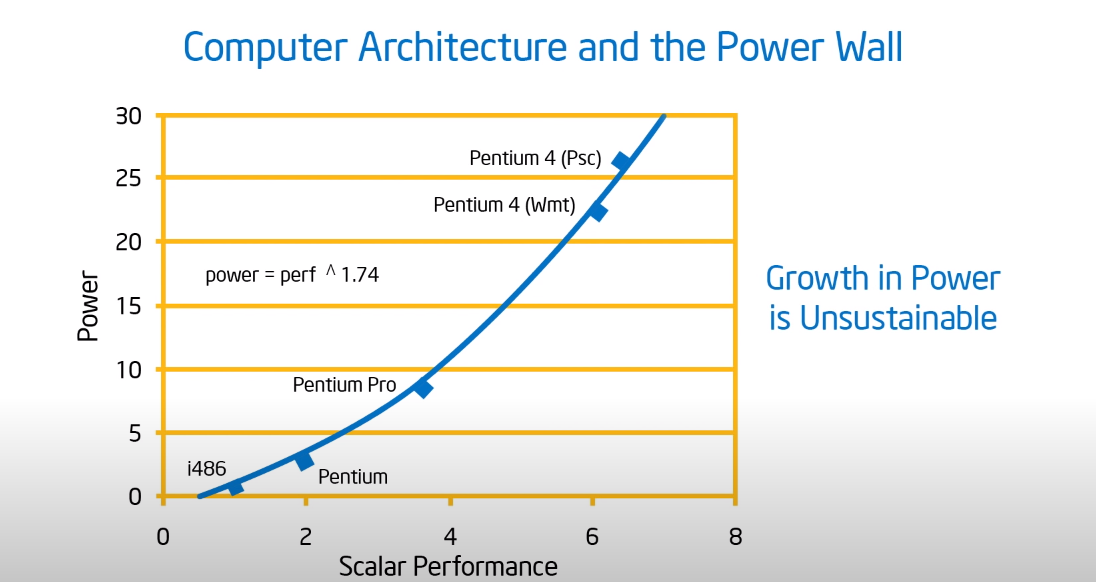 Computer Architecture and the Power Wall
30
25
20
15
10
5
0
Power
Pentium 4 (Psc)
Pentium 4 (Wmt)
power = perf ^ 1.74
Pentium Pro
i486
Pentium
0 2 4 6 8
Scalar Performance
Growth in Power
is Unsustainable